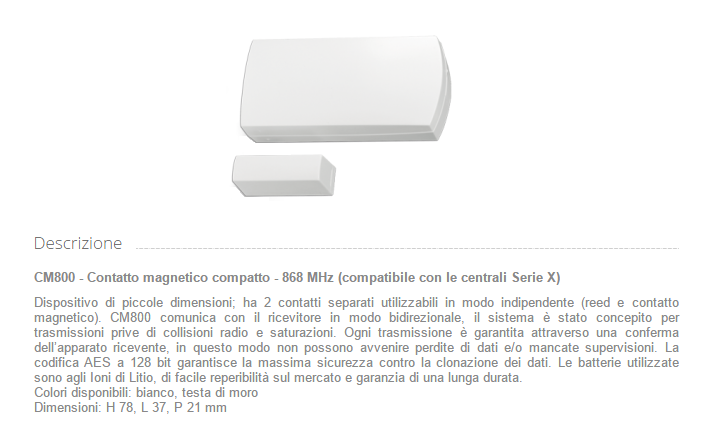 Descrizione
CM800 - Contatto magnetico compatto - 868 MHz (compatibile con le centrali Serie X)
Dispositivo di piccole dimensioni; ha 2 contatti separati utilizzabili in modo indipendente (reed e contatto
magnetico). CM800 comunica con il ricevitore in modo bidirezionale, il sistema è stato concepito per
trasmissioni prive di collisioni radio e saturazioni. Ogni trasmissione è garantita attraverso una conferma
dell'apparato ricevente, in questo modo non possono avvenire perdite di dati e/o mancate supervisioni. La
codifica AES a 128 bit garantisce la massima sicurezza contro la clonazione dei dati. Le batterie utilizzate
sono agli Ioni di Litio, di facile reperibilità sul mercato e garanzia di una lunga durata.
Colori disponibili: bianco, testa di moro
Dimensioni: H 78, L 37, P 21 mm